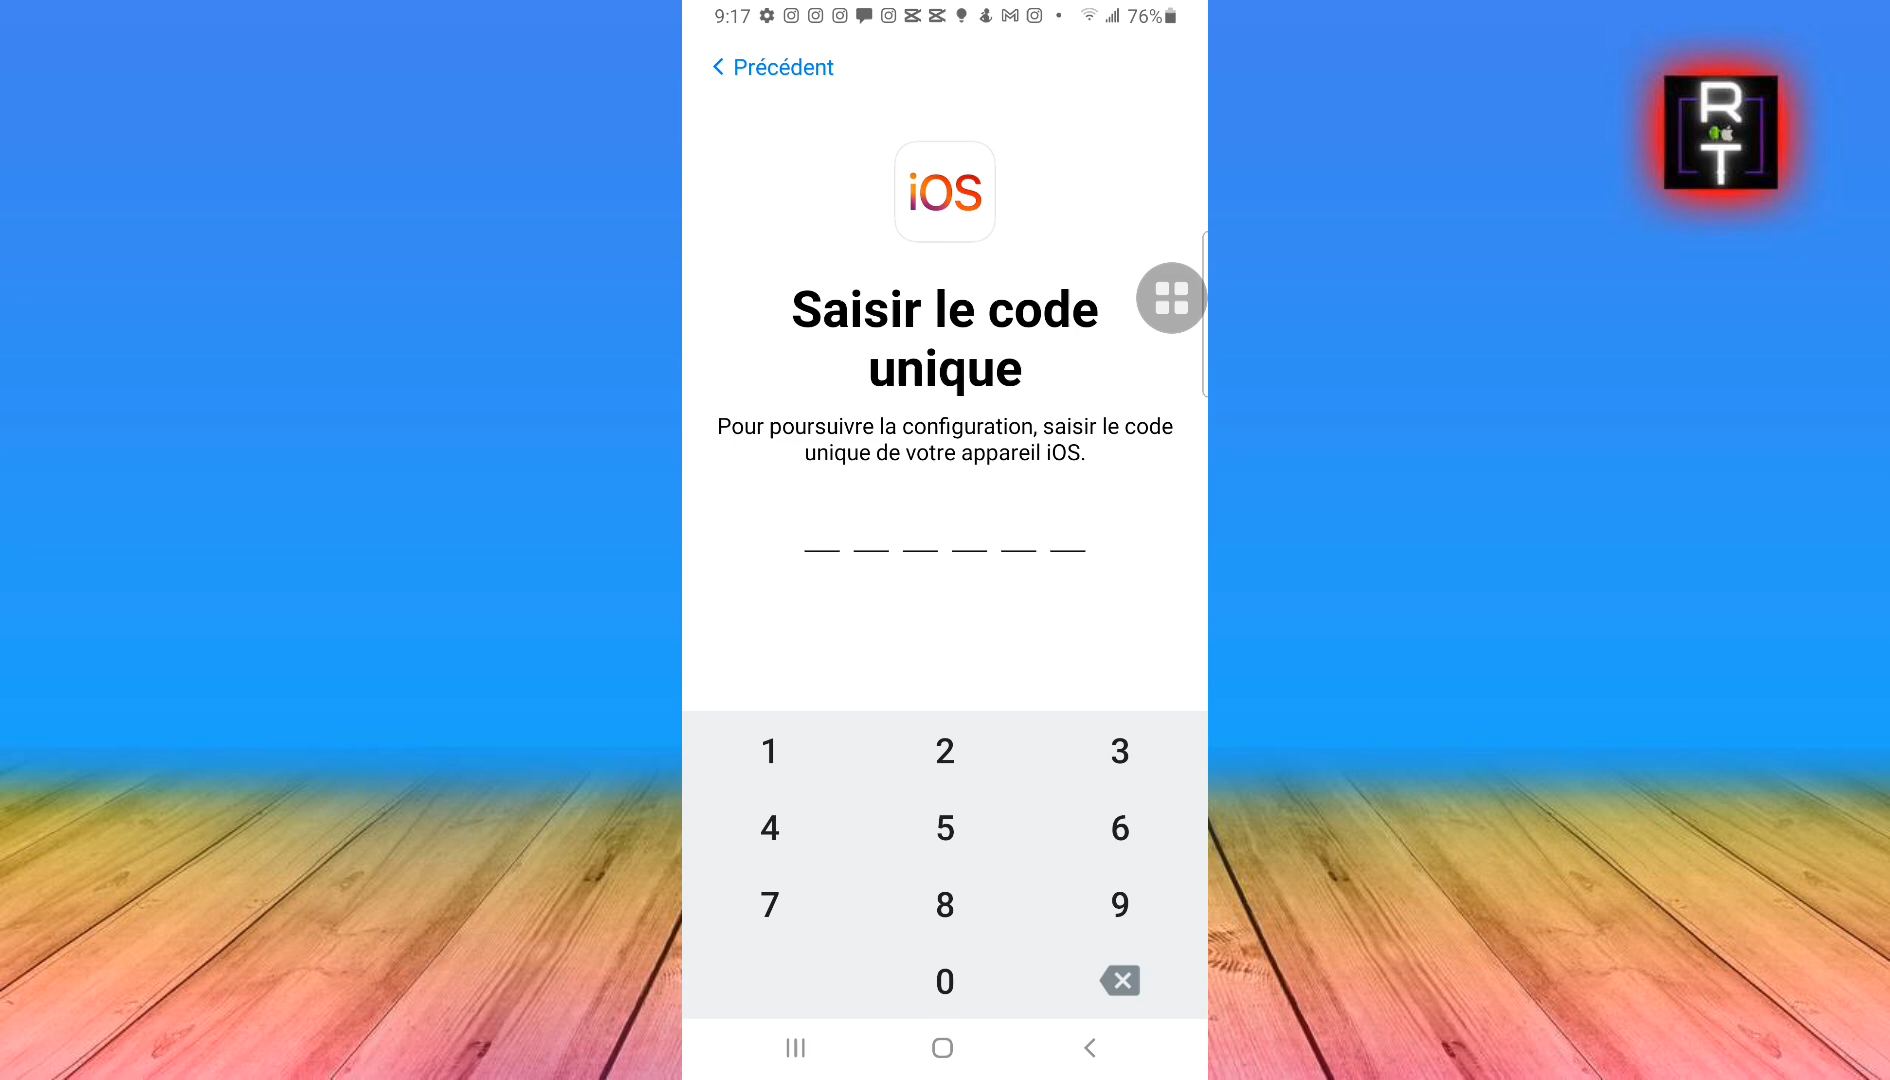 9:17
76%
Précédent
R
T
iOS
Saisir le code
unique
Pour poursuivre la configuration, saisir le code
unique de votre appareil iOS.
1 2 3
4 5 6
7 8 9
0